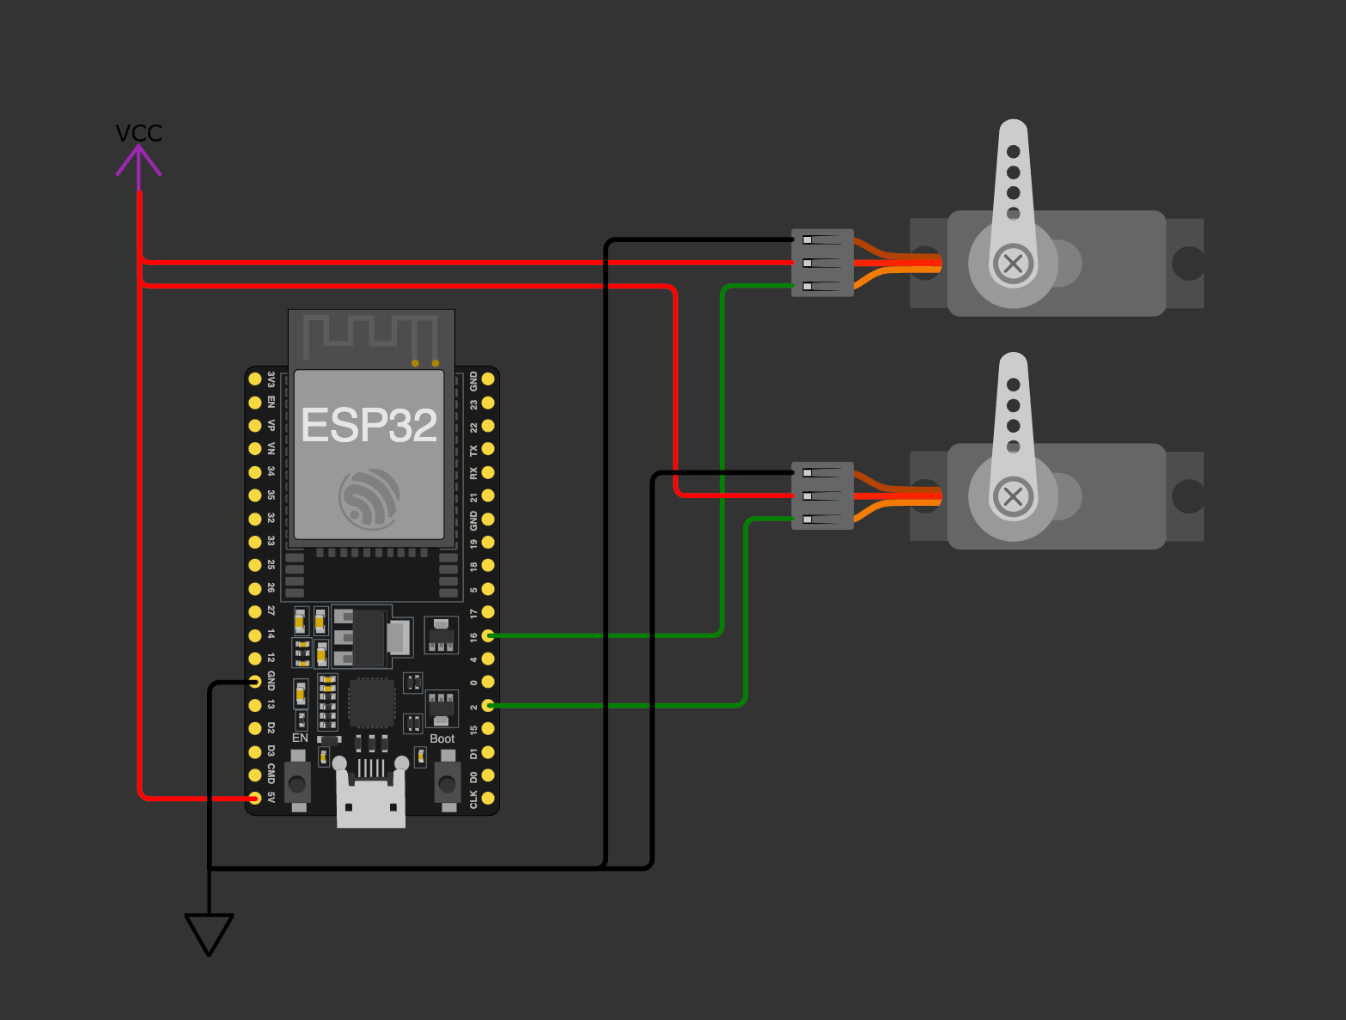 VCC
ESP32
3V3
EN
VP
VN
34
35
32
33
25
26
27
14
12
GND
13
D2
D3
CMD
5V
GND
23
22
TX
RX
21
GND
19
18
5
17
16
4
0
2
15
D1
D0
CLK
EN
Boot